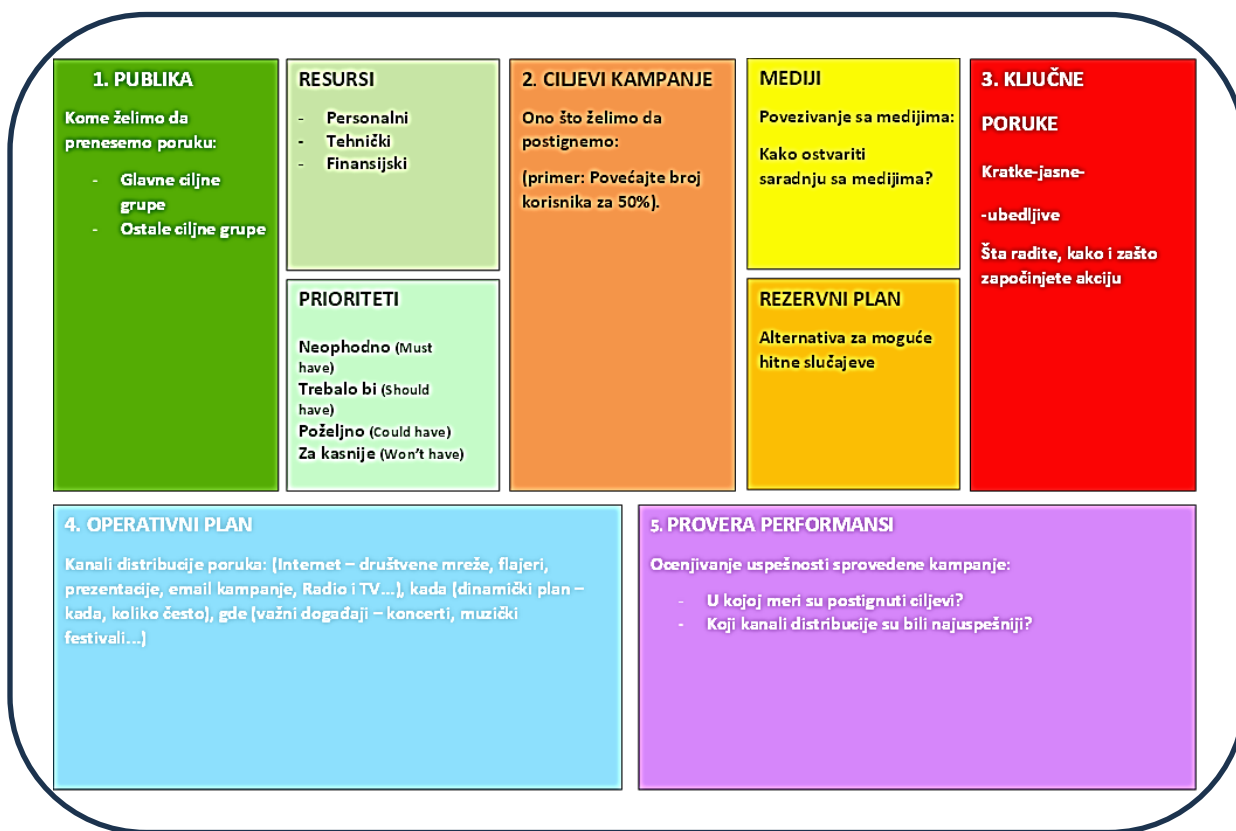 1. PUBLIKA
Kome želimo da
prenesemo poruku:
- Glavne ciljne
grupe
- Ostale ciljne grupe
RESURSI
- Personalni
- Tehnički
- Finansijski
PRIORITETI
Neophodno (Must
have)
Trebalo bi (Should
have)
Poželjno (Could have)
Za kasnije (Won't have)
2. CILJEVI KAMPANJE
Ono što želimo da
postignemo:
(primer: Povećajte broj
korisnika za 50%).
MEDIJI
Povezivanje sa medijima:
Kako ostvariti
saradnju sa medijima?
REZERVNI PLAN
Alternativa za moguće
hitne slučajeve
3. KLJUČNE
PORUKE
Kratke-jasne-
-ubedljive
Šta radite, kako i zašto
započinjete akciju
4. OPERATIVNI PLAN
Kanali distribucije poruka: (Internet – društvene mreže, flajeri,
prezentacije, email kampanje, Radio i TV...), kada (dinamički plan –
kada, koliko često), gde (važni događaji – koncerti, muzički
festivali...)
5. PROVERA PERFORMANSI
Ocenjivanje uspešnosti sprovedene kampanje:
- U kojoj meri su postignuti ciljevi?
- Koji kanali distribucije su bili najuspešniji?